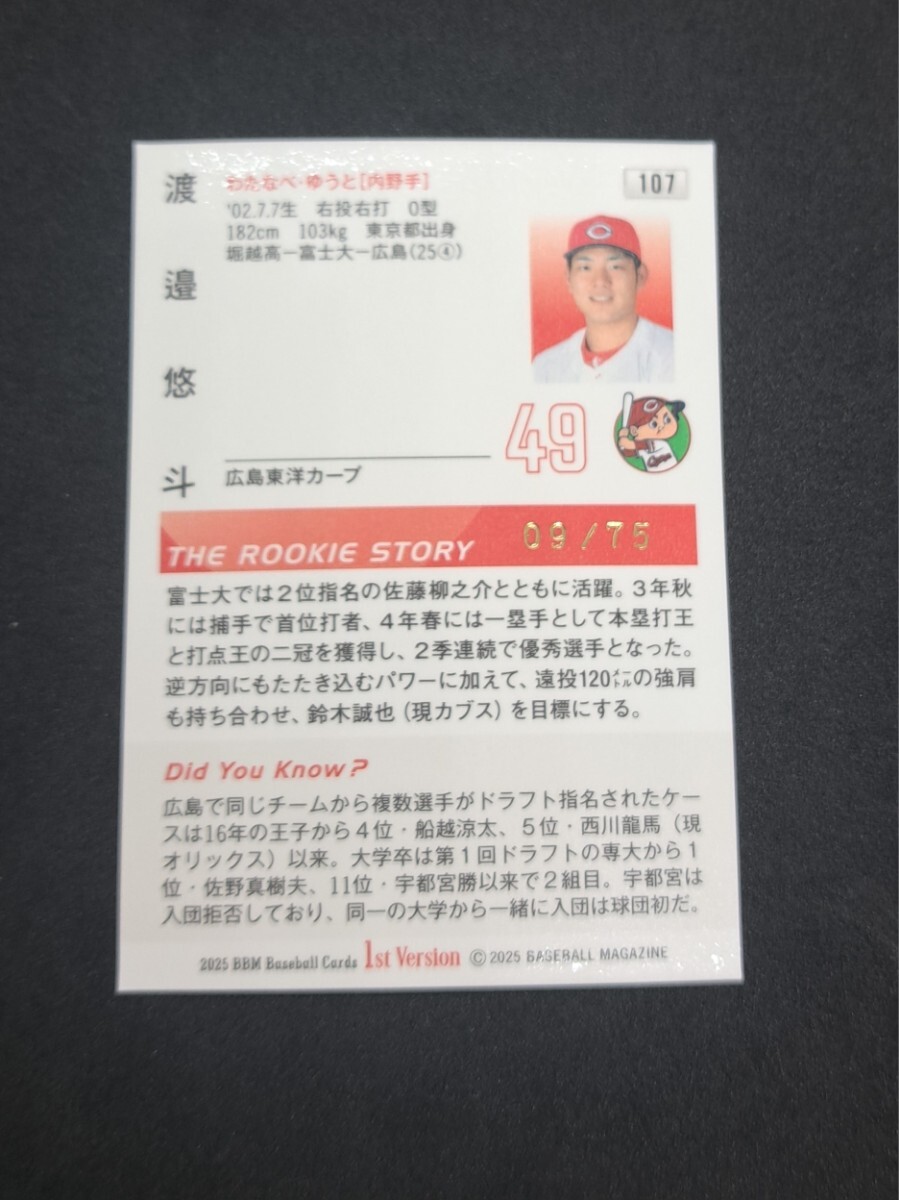 渡邉悠斗
わたなべ・ゆうと[内野手]
107
'02.7.7生 右投右打 O型
182cm 103kg 東京都出身
堀越高ー富士大ー広島(25④)
49
広島東洋カープ
THE ROOKIE STORY 09/75
富士大では2位指名の佐藤柳之介とともに活躍。3年秋
には捕手で首位打者、4年春には一塁手として本塁打王
と打点王の二冠を獲得し、2季連続で優秀選手となった。
逆方向にもたたき込むパワーに加えて、遠投120㍍の強肩
も持ち合わせ、鈴木誠也(現カブス)を目標にする。
Did You Know?
広島で同じチームから複数選手がドラフト指名されたケー
スは16年の王子から4位・船越涼太、5位・西川龍馬(現
オリックス)以来。大学卒は第1回ドラフトの専大から1
位・佐野真樹夫、11位・宇都宮勝以来で2組目。宇都宮は
入団拒否しており、同一の大学から一緒に入団は球団初だ。
2025 BBM Baseball Cards 1st Version © 2025 BASEBALL MAGAZINE